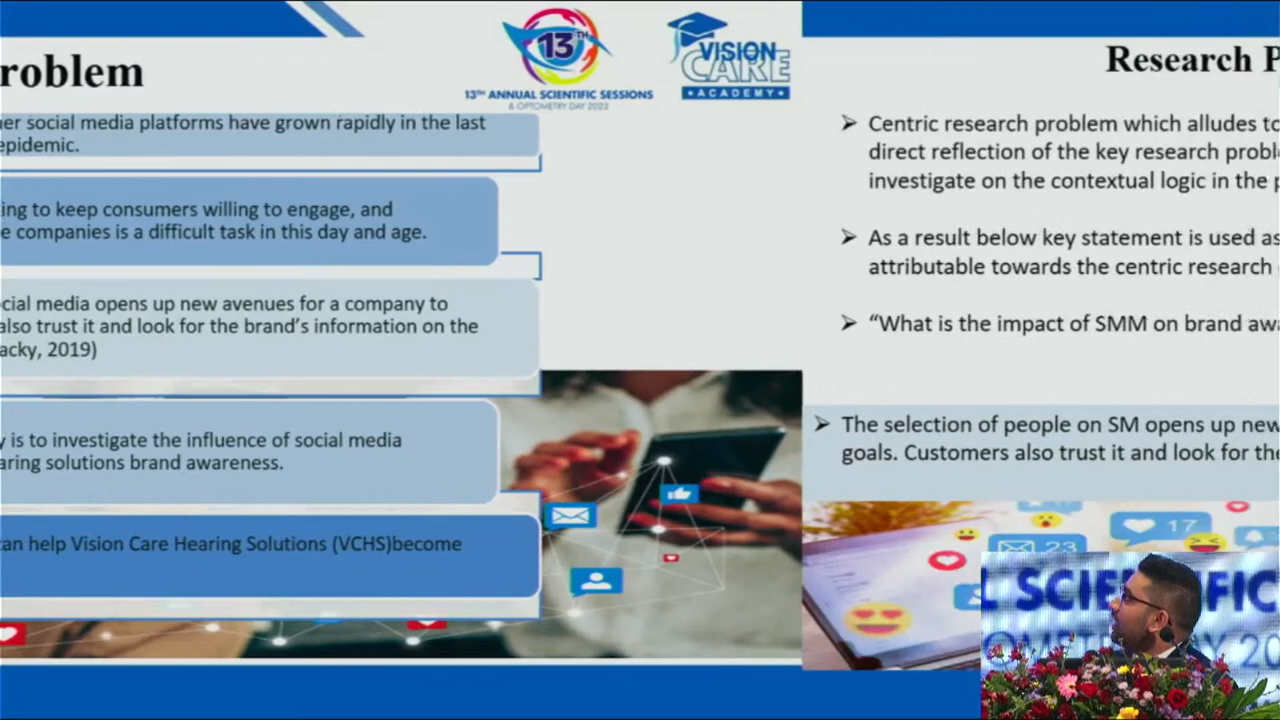 roblem
13TH
13TH ANNUAL SCIENTIFIC SESSIONS
& OPTOMETRY DAY 2023
VISION
CARE
ACADEMY
er social media platforms have grown rapidly in the last
epidemic.
ing to keep consumers willing to engage, and
e companies is a difficult task in this day and age.
cial media opens up new avenues for a company to
also trust it and look for the brand's information on the
acky, 2019)
y is to investigate the influence of social media
aring solutions brand awareness.
can help Vision Care Hearing Solutions (VCHS)become
Research P
Centric research problem which alludes to
direct reflection of the key research probl
investigate on the contextual logic in the p
As a result below key statement is used as
attributable towards the centric research
“What is the impact of SMM on brand awa
The selection of people on SM opens up new
goals. Customers also trust it and look for the
17
23
SCIENTIFIC